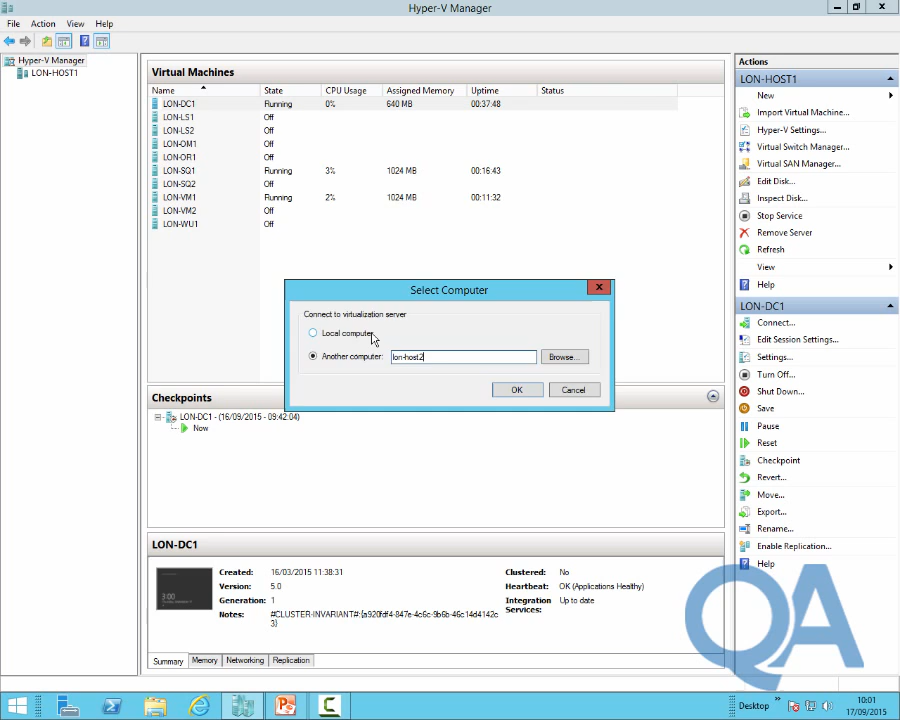 Hyper-V Manager
File Action View Help
Hyper-V Manager
LON-HOST1
Virtual Machines
Name State CPU Usage Assigned Memory Uptime Status
LON-DC1 Running 0% 640 MB 00:37:48
LON-LS1 Off
LON-LS2 Off
LON-OM1 Off
LON-OR1 Off
LON-SQ1 Running 3% 1024 MB 00:16:43
LON-SQ2 Off
LON-VM1 Running 2% 1024 MB 00:11:32
LON-VM2 Off
LON-WU1 Off
Select Computer
Connect to virtualization server
Local computer
Another computer: lon-host2 Browse...
OK Cancel
Checkpoints
LON-DC1 - (16/09/2015 - 09:42:04)
Now
LON-DC1
Created: 16/03/2015 11:38:31
Version: 5.0
Generation: 1
Notes: #CLUSTER-INVARIANT#:{a920fdf4-847e-4c6c-9b6b-46c14d4142c
3}
Clustered: No
Heartbeat: OK (Applications Healthy)
Integration Up to date
Services:
3:00
Summary Memory Networking Replication
Actions
LON-HOST1
New
Import Virtual Machine...
Hyper-V Settings...
Virtual Switch Manager...
Virtual SAN Manager...
Edit Disk...
Inspect Disk...
Stop Service
Remove Server
Refresh
View
Help
LON-DC1
Connect...
Edit Session Settings...
Settings...
Turn Off...
Shut Down...
Save
Pause
Reset
Checkpoint
Revert...
Move...
Export...
Rename...
Enable Replication...
Help
QA
Desktop
10:01
17/09/2015